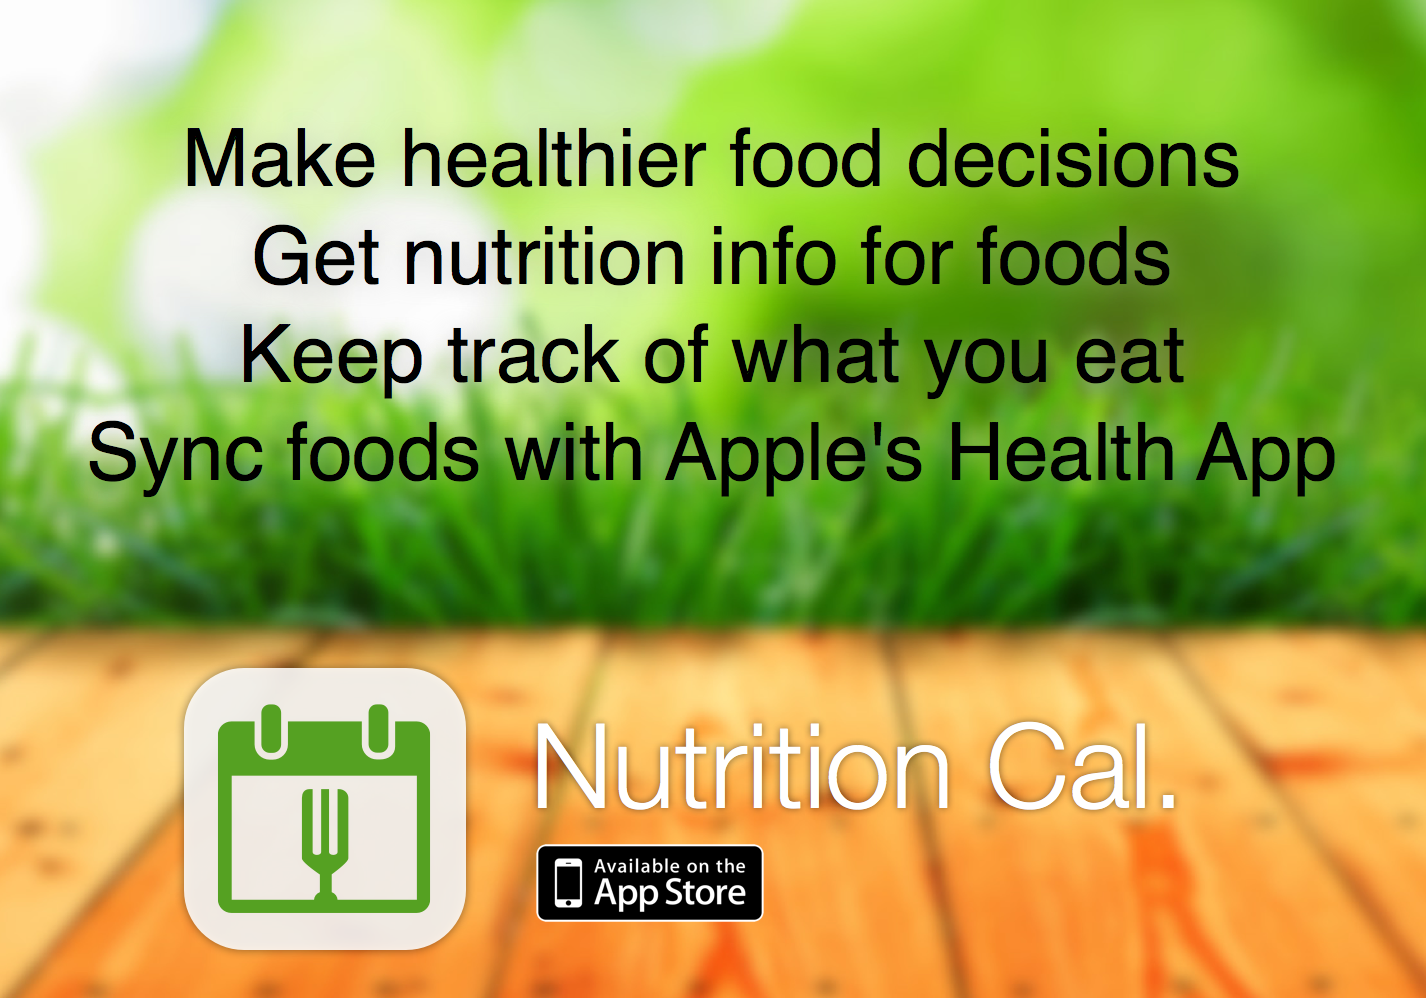 Make healthier food decisions
Get nutrition info for foods
Keep track of what you eat
Sync foods with Apple's Health App
Nutrition Cal.
Available on the
App Store